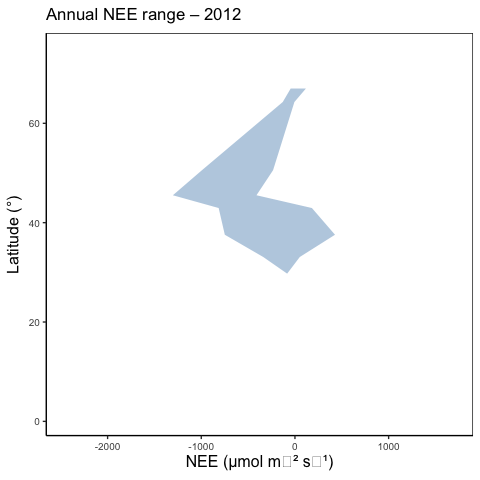 Annual NEE range – 2012
60
40
20
0
Latitude (°)
-2000 -1000 0 1000
NEE (μmol m□² s□¹)